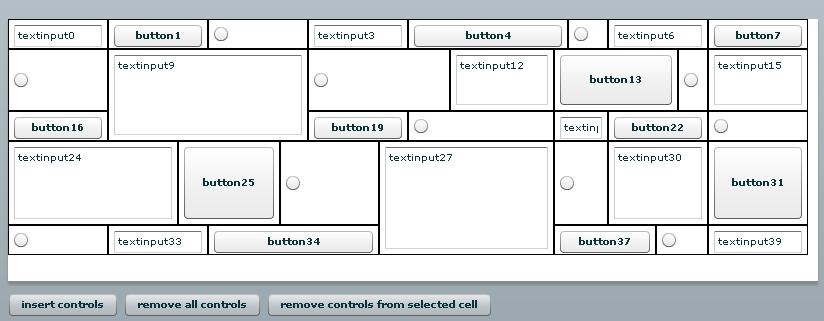 textinput0 button1 textinput3 button4 textinput6 button7
textinput9 textinput12 button13 textinput15
button16 button19 textinp button22
textinput24 button25 textinput27 textinput30 button31
textinput33 button34 button37 textinput39
insert controls remove all controls remove controls from selected cell